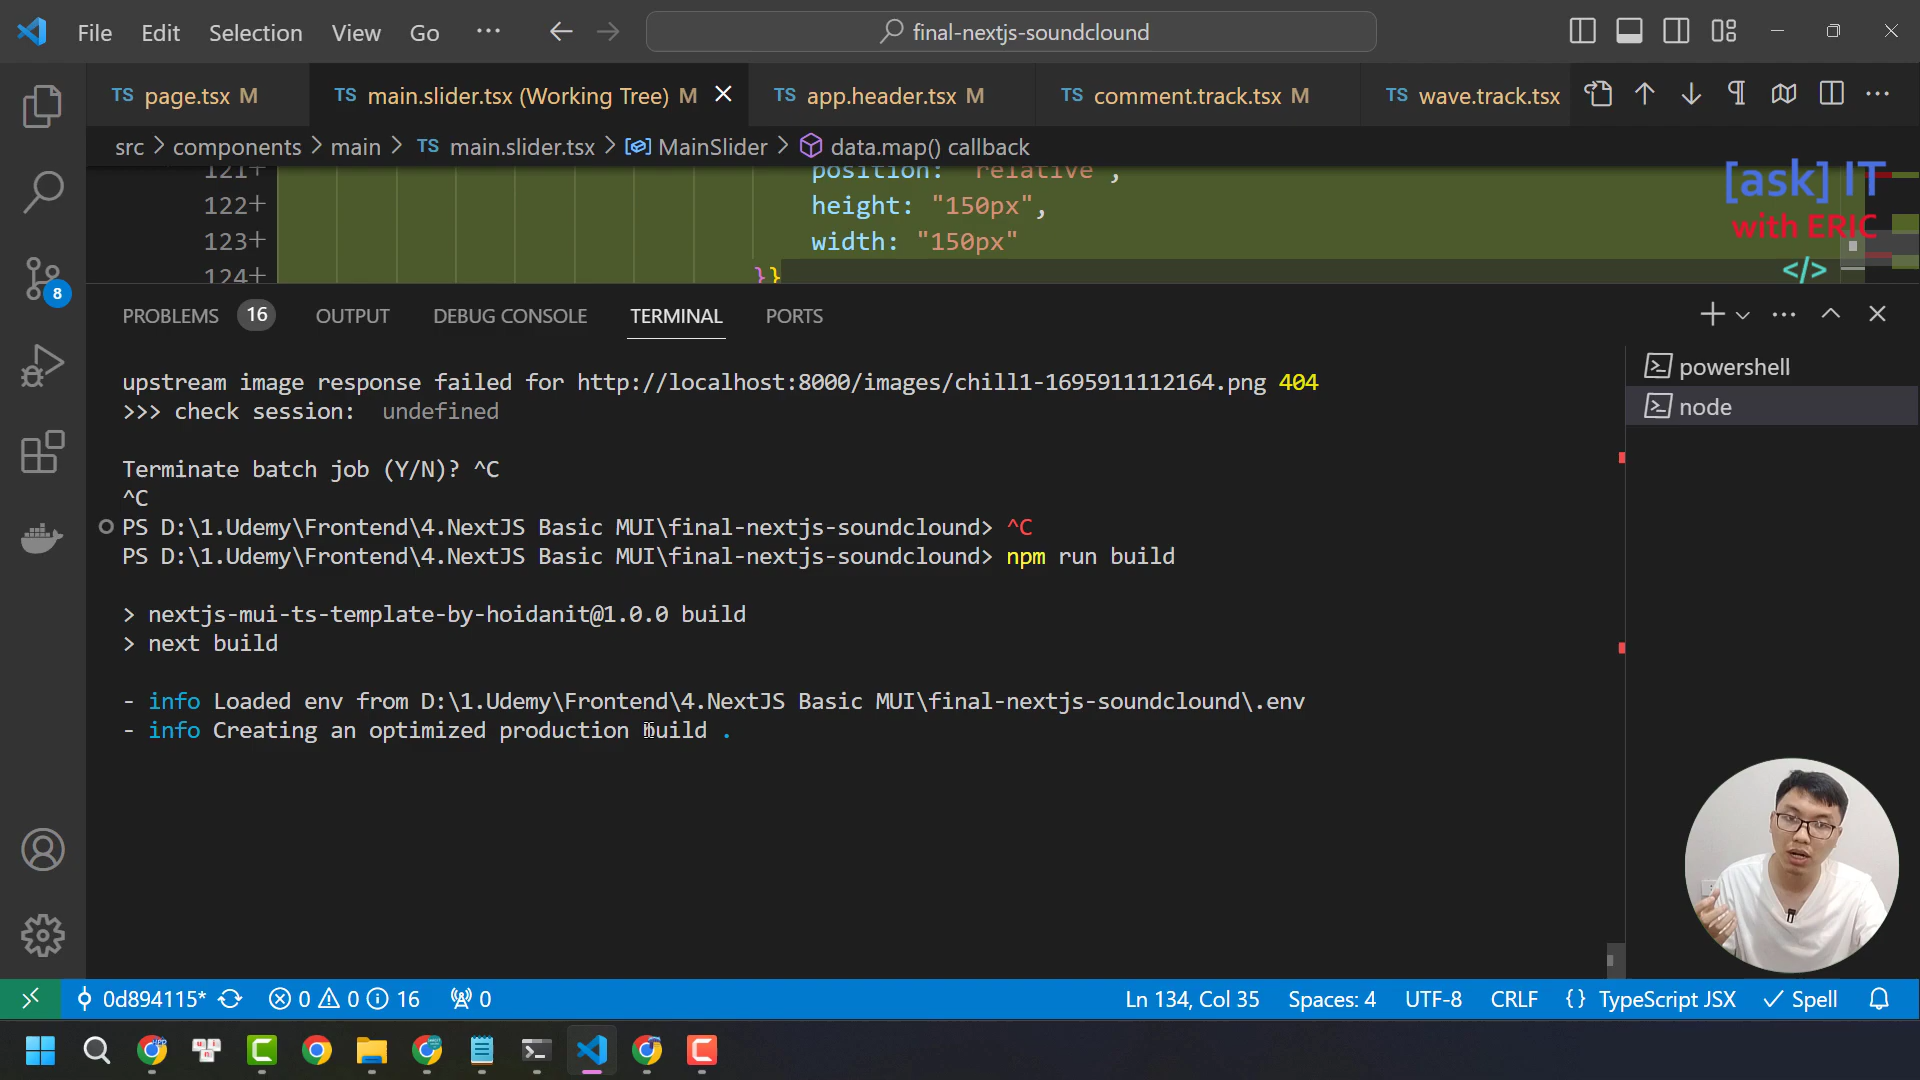 File Edit Selection View Go ··· final-nextjs-soundclound
TS page.tsx M TS main.slider.tsx (Working Tree) M TS app.header.tsx M TS comment.track.tsx M TS wave.track.tsx
src > components > main > TS main.slider.tsx > MainSlider > data.map() callback
121+ position: "relative",
122+ height: "150px",
123+ width: "150px"
124+ }}
[ask] IT
with ERIC
</>
PROBLEMS 16 OUTPUT DEBUG CONSOLE TERMINAL PORTS
powershell
node
upstream image response failed for http://localhost:8000/images/chill1-1695911112164.png 404
>>> check session: undefined
Terminate batch job (Y/N)? ^C
^C
PS D:\1.Udemy\Frontend\4.NextJS Basic MUI\final-nextjs-soundclound> ^C
PS D:\1.Udemy\Frontend\4.NextJS Basic MUI\final-nextjs-soundclound> npm run build
> nextjs-mui-ts-template-by-hoidanit@1.0.0 build
> next build
- info Loaded env from D:\1.Udemy\Frontend\4.NextJS Basic MUI\final-nextjs-soundclound\.env
- info Creating an optimized production build .
8
0d894115* 0 0 16 0 Ln 134, Col 35 Spaces: 4 UTF-8 CRLF {} TypeScript JSX Spell